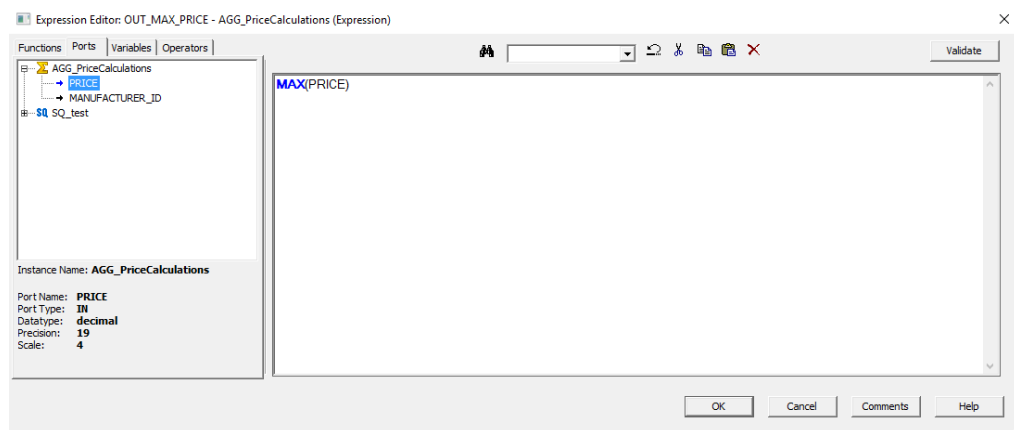 Expression Editor: OUT_MAX_PRICE - AGG_PriceCalculations (Expression)
Functions Ports Variables Operators
Validate
AGG_PriceCalculations
PRICE
MANUFACTURER_ID
SQ SQ_test
MAX(PRICE)
Instance Name: AGG_PriceCalculations
Port Name: PRICE
Port Type: IN
Datatype: decimal
Precision: 19
Scale: 4
OK Cancel Comments Help